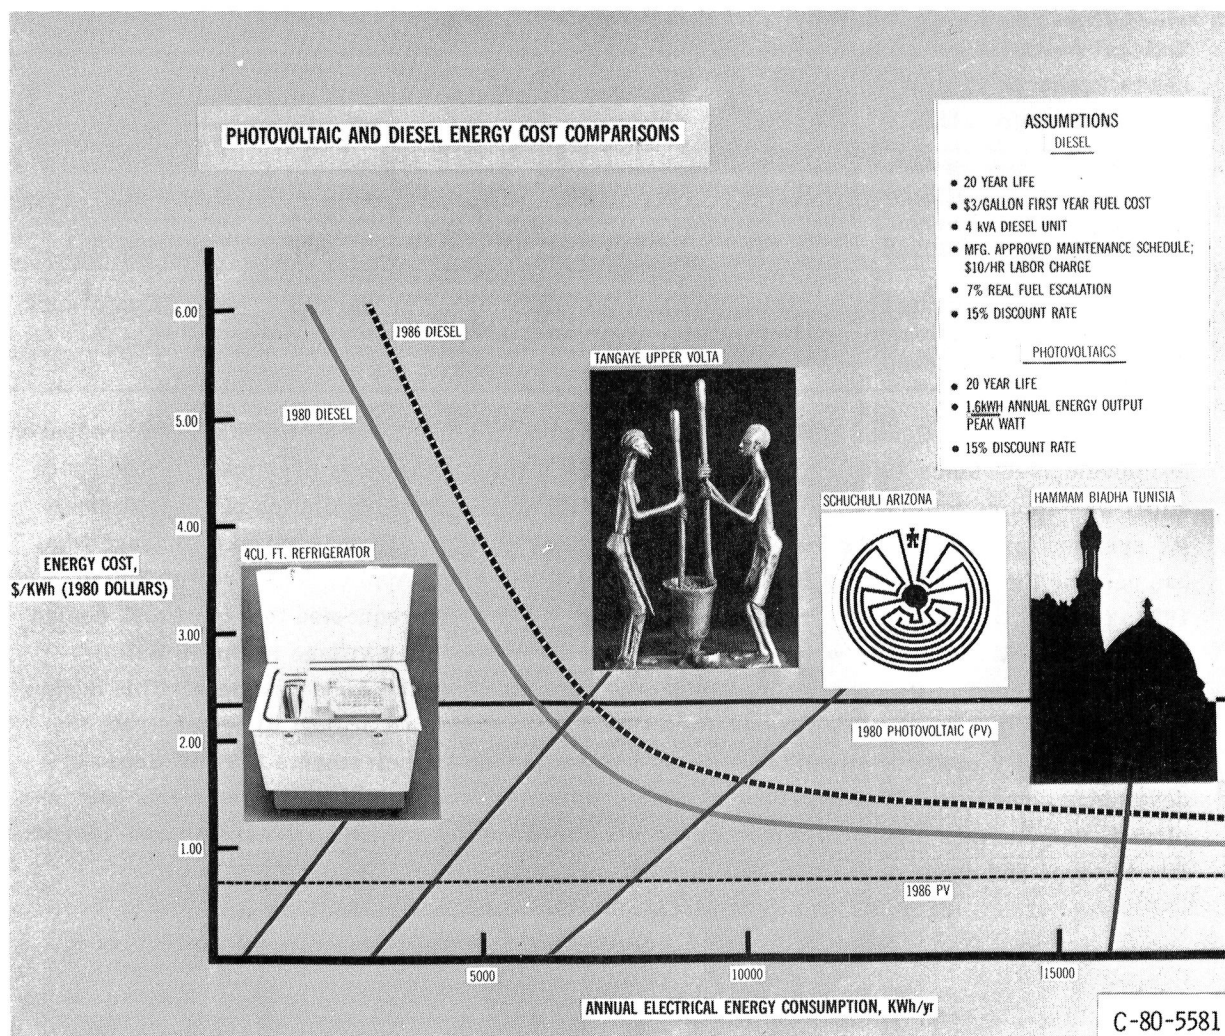 PHOTOVOLTAIC AND DIESEL ENERGY COST COMPARISONS
ASSUMPTIONS
DIESEL
• 20 YEAR LIFE
• $3/GALLON FIRST YEAR FUEL COST
• 4 kVA DIESEL UNIT
• MFG. APPROVED MAINTENANCE SCHEDULE;
$10/HR LABOR CHARGE
• 7% REAL FUEL ESCALATION
• 15% DISCOUNT RATE
PHOTOVOLTAICS
• 20 YEAR LIFE
• 1.6kWH ANNUAL ENERGY OUTPUT
PEAK WATT
• 15% DISCOUNT RATE
6.00
5.00
4.00
3.00
2.00
1.00
ENERGY COST,
$/KWh (1980 DOLLARS)
1986 DIESEL
1980 DIESEL
TANGAYE UPPER VOLTA
SCHUCHULI ARIZONA
HAMMAM BIADHA TUNISIA
4CU. FT. REFRIGERATOR
1980 PHOTOVOLTAIC (PV)
1986 PV
5000
10000
15000
ANNUAL ELECTRICAL ENERGY CONSUMPTION, KWh/yr
C-80-5581